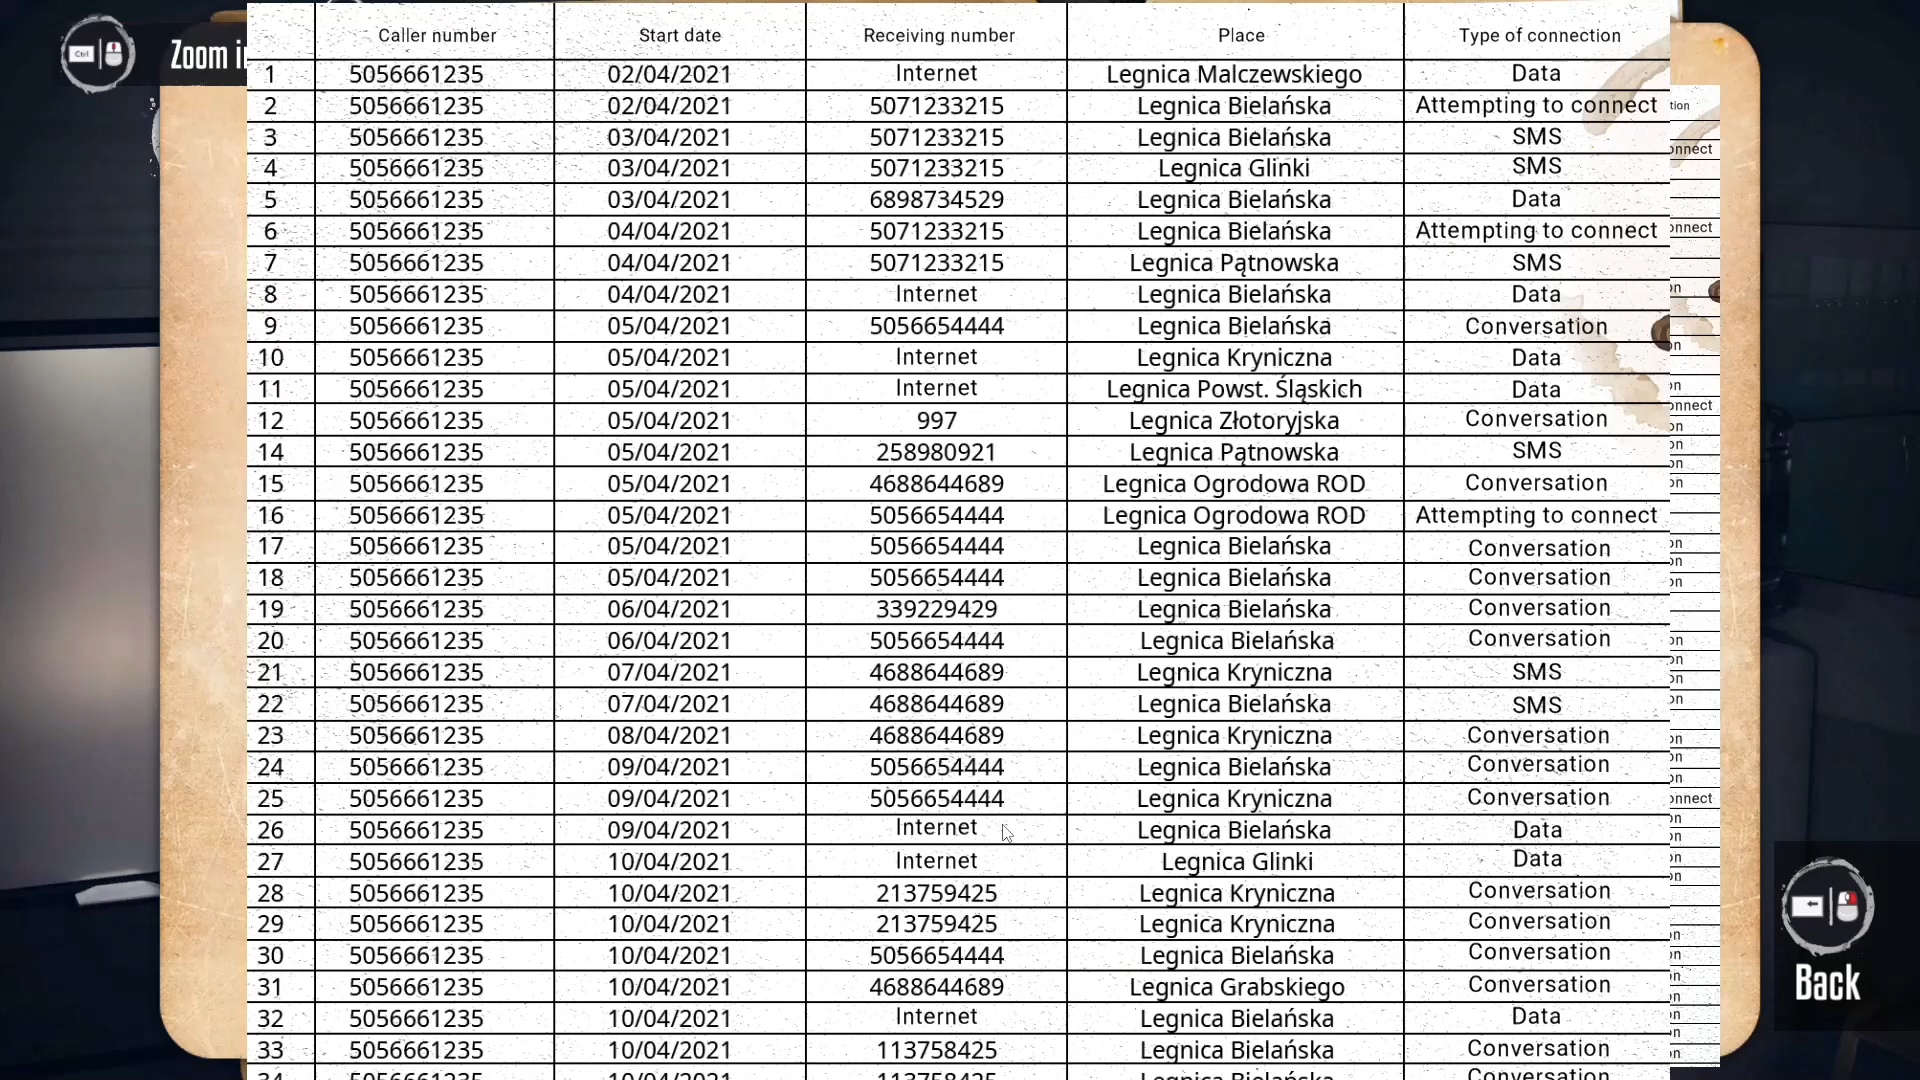 Ctrl
Zoom in
Caller number Start date Receiving number Place Type of connection
1 5056661235 02/04/2021 Internet Legnica Malczewskiego Data
2 5056661235 02/04/2021 5071233215 Legnica Bielańska Attempting to connect
3 5056661235 03/04/2021 5071233215 Legnica Bielańska SMS
4 5056661235 03/04/2021 5071233215 Legnica Glinki SMS
5 5056661235 03/04/2021 6898734529 Legnica Bielańska Data
6 5056661235 04/04/2021 5071233215 Legnica Bielańska Attempting to connect
7 5056661235 04/04/2021 5071233215 Legnica Pątnowska SMS
8 5056661235 04/04/2021 Internet Legnica Bielańska Data
9 5056661235 05/04/2021 5056654444 Legnica Bielańska Conversation
10 5056661235 05/04/2021 Internet Legnica Kryniczna Data
11 5056661235 05/04/2021 Internet Legnica Powst. Śląskich Data
12 5056661235 05/04/2021 997 Legnica Złotoryjska Conversation
14 5056661235 05/04/2021 258980921 Legnica Pątnowska SMS
15 5056661235 05/04/2021 4688644689 Legnica Ogrodowa ROD Conversation
16 5056661235 05/04/2021 5056654444 Legnica Ogrodowa ROD Attempting to connect
17 5056661235 05/04/2021 5056654444 Legnica Bielańska Conversation
18 5056661235 05/04/2021 5056654444 Legnica Bielańska Conversation
19 5056661235 06/04/2021 339229429 Legnica Bielańska Conversation
20 5056661235 06/04/2021 5056654444 Legnica Bielańska Conversation
21 5056661235 07/04/2021 4688644689 Legnica Kryniczna SMS
22 5056661235 07/04/2021 4688644689 Legnica Bielańska SMS
23 5056661235 08/04/2021 4688644689 Legnica Kryniczna Conversation
24 5056661235 09/04/2021 5056654444 Legnica Bielańska Conversation
25 5056661235 09/04/2021 5056654444 Legnica Kryniczna Conversation
26 5056661235 09/04/2021 Internet Legnica Bielańska Data
27 5056661235 10/04/2021 Internet Legnica Glinki Data
28 5056661235 10/04/2021 213759425 Legnica Kryniczna Conversation
29 5056661235 10/04/2021 213759425 Legnica Kryniczna Conversation
30 5056661235 10/04/2021 5056654444 Legnica Bielańska Conversation
31 5056661235 10/04/2021 4688644689 Legnica Grabskiego Conversation
32 5056661235 10/04/2021 Internet Legnica Bielańska Data
33 5056661235 10/04/2021 113758425 Legnica Bielańska Conversation
34 5056661235 10/04/2021 113758425 Legnica Bielańska Conversation
Back